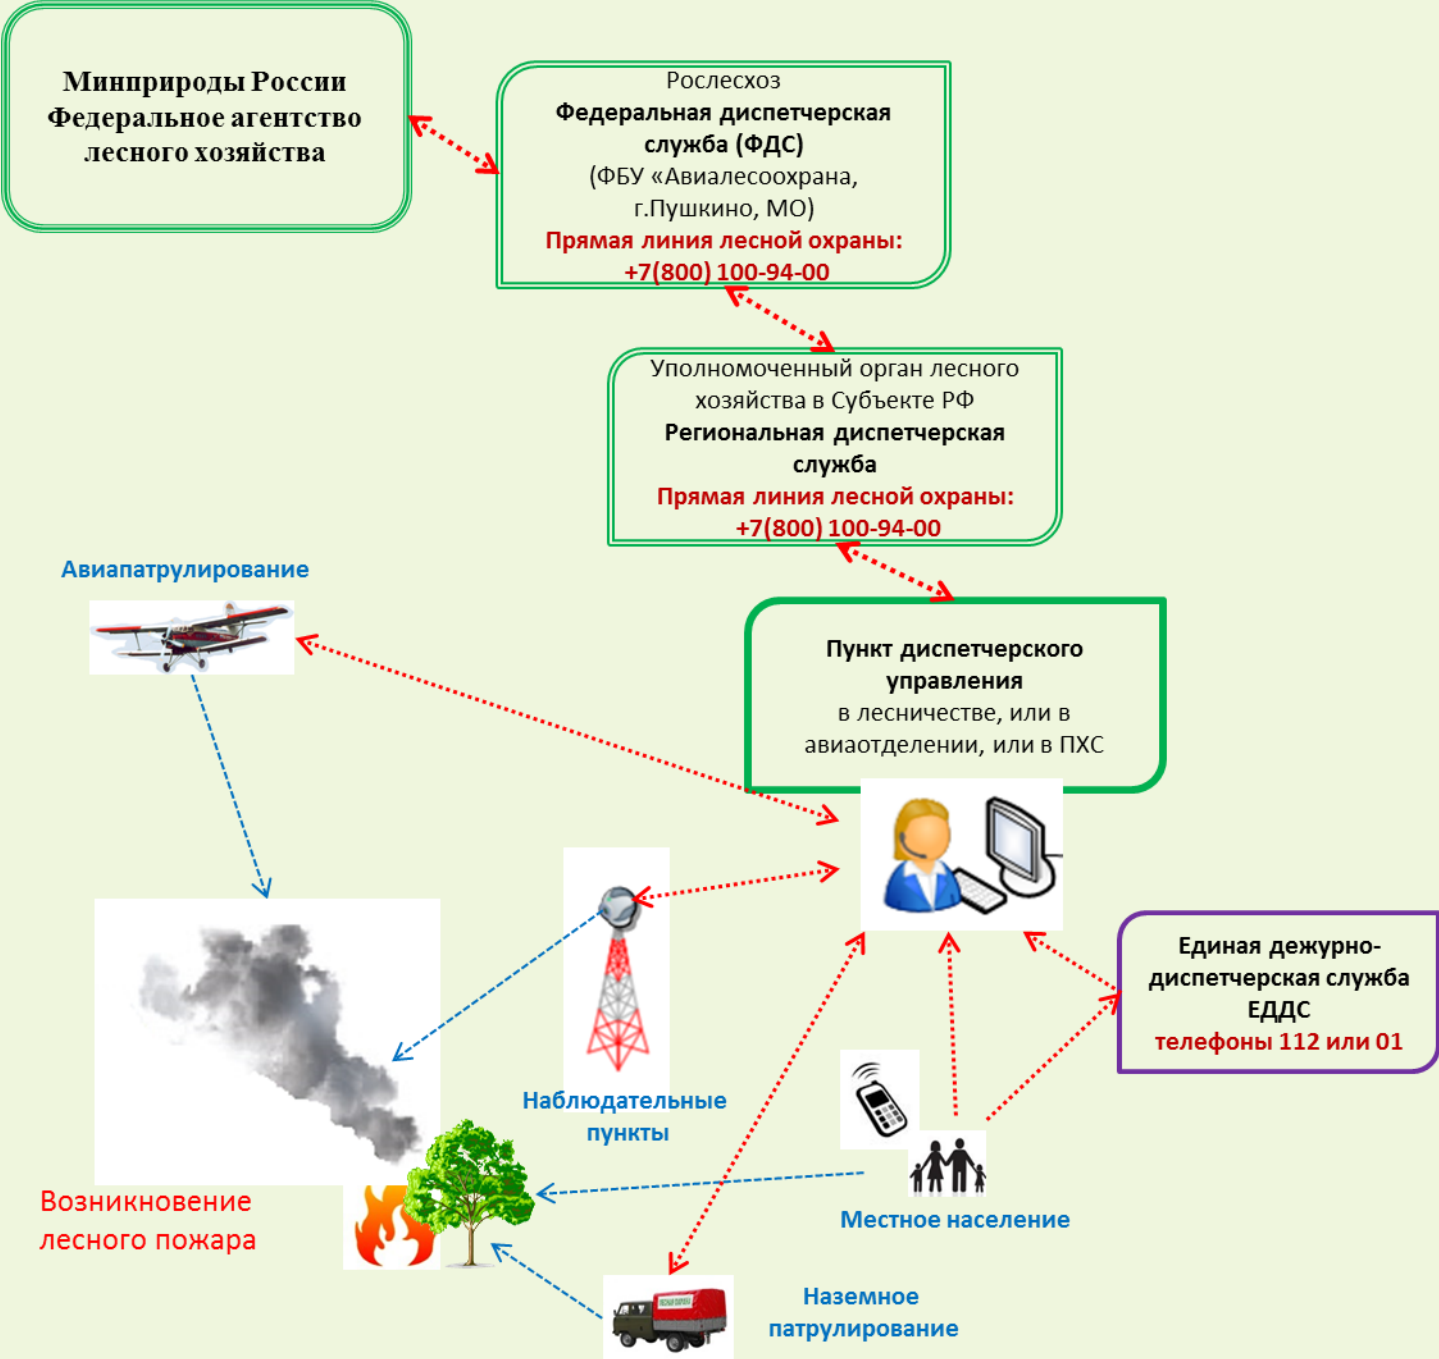 Минприроды России
Федеральное агентство
лесного хозяйства
Рослесхоз
Федеральная диспетчерская
служба (ФДС)
(ФБУ «Авиалесоохрана,
г.Пушкино, МО)
Прямая линия лесной охраны:
+7(800) 100-94-00
Уполномоченный орган лесного
хозяйства в Субъекте РФ
Региональная диспетчерская
служба
Прямая линия лесной охраны:
+7(800) 100-94-00
Авиапатрулирование
Пункт диспетчерского
управления
в лесничестве, или в
авиаотделении, или в ПХС
Единая дежурно-
диспетчерская служба
ЕДДС
телефоны 112 или 01
Наблюдательные
пункты
Возникновение
лесного пожара
Местное население
Наземное
патрулирование